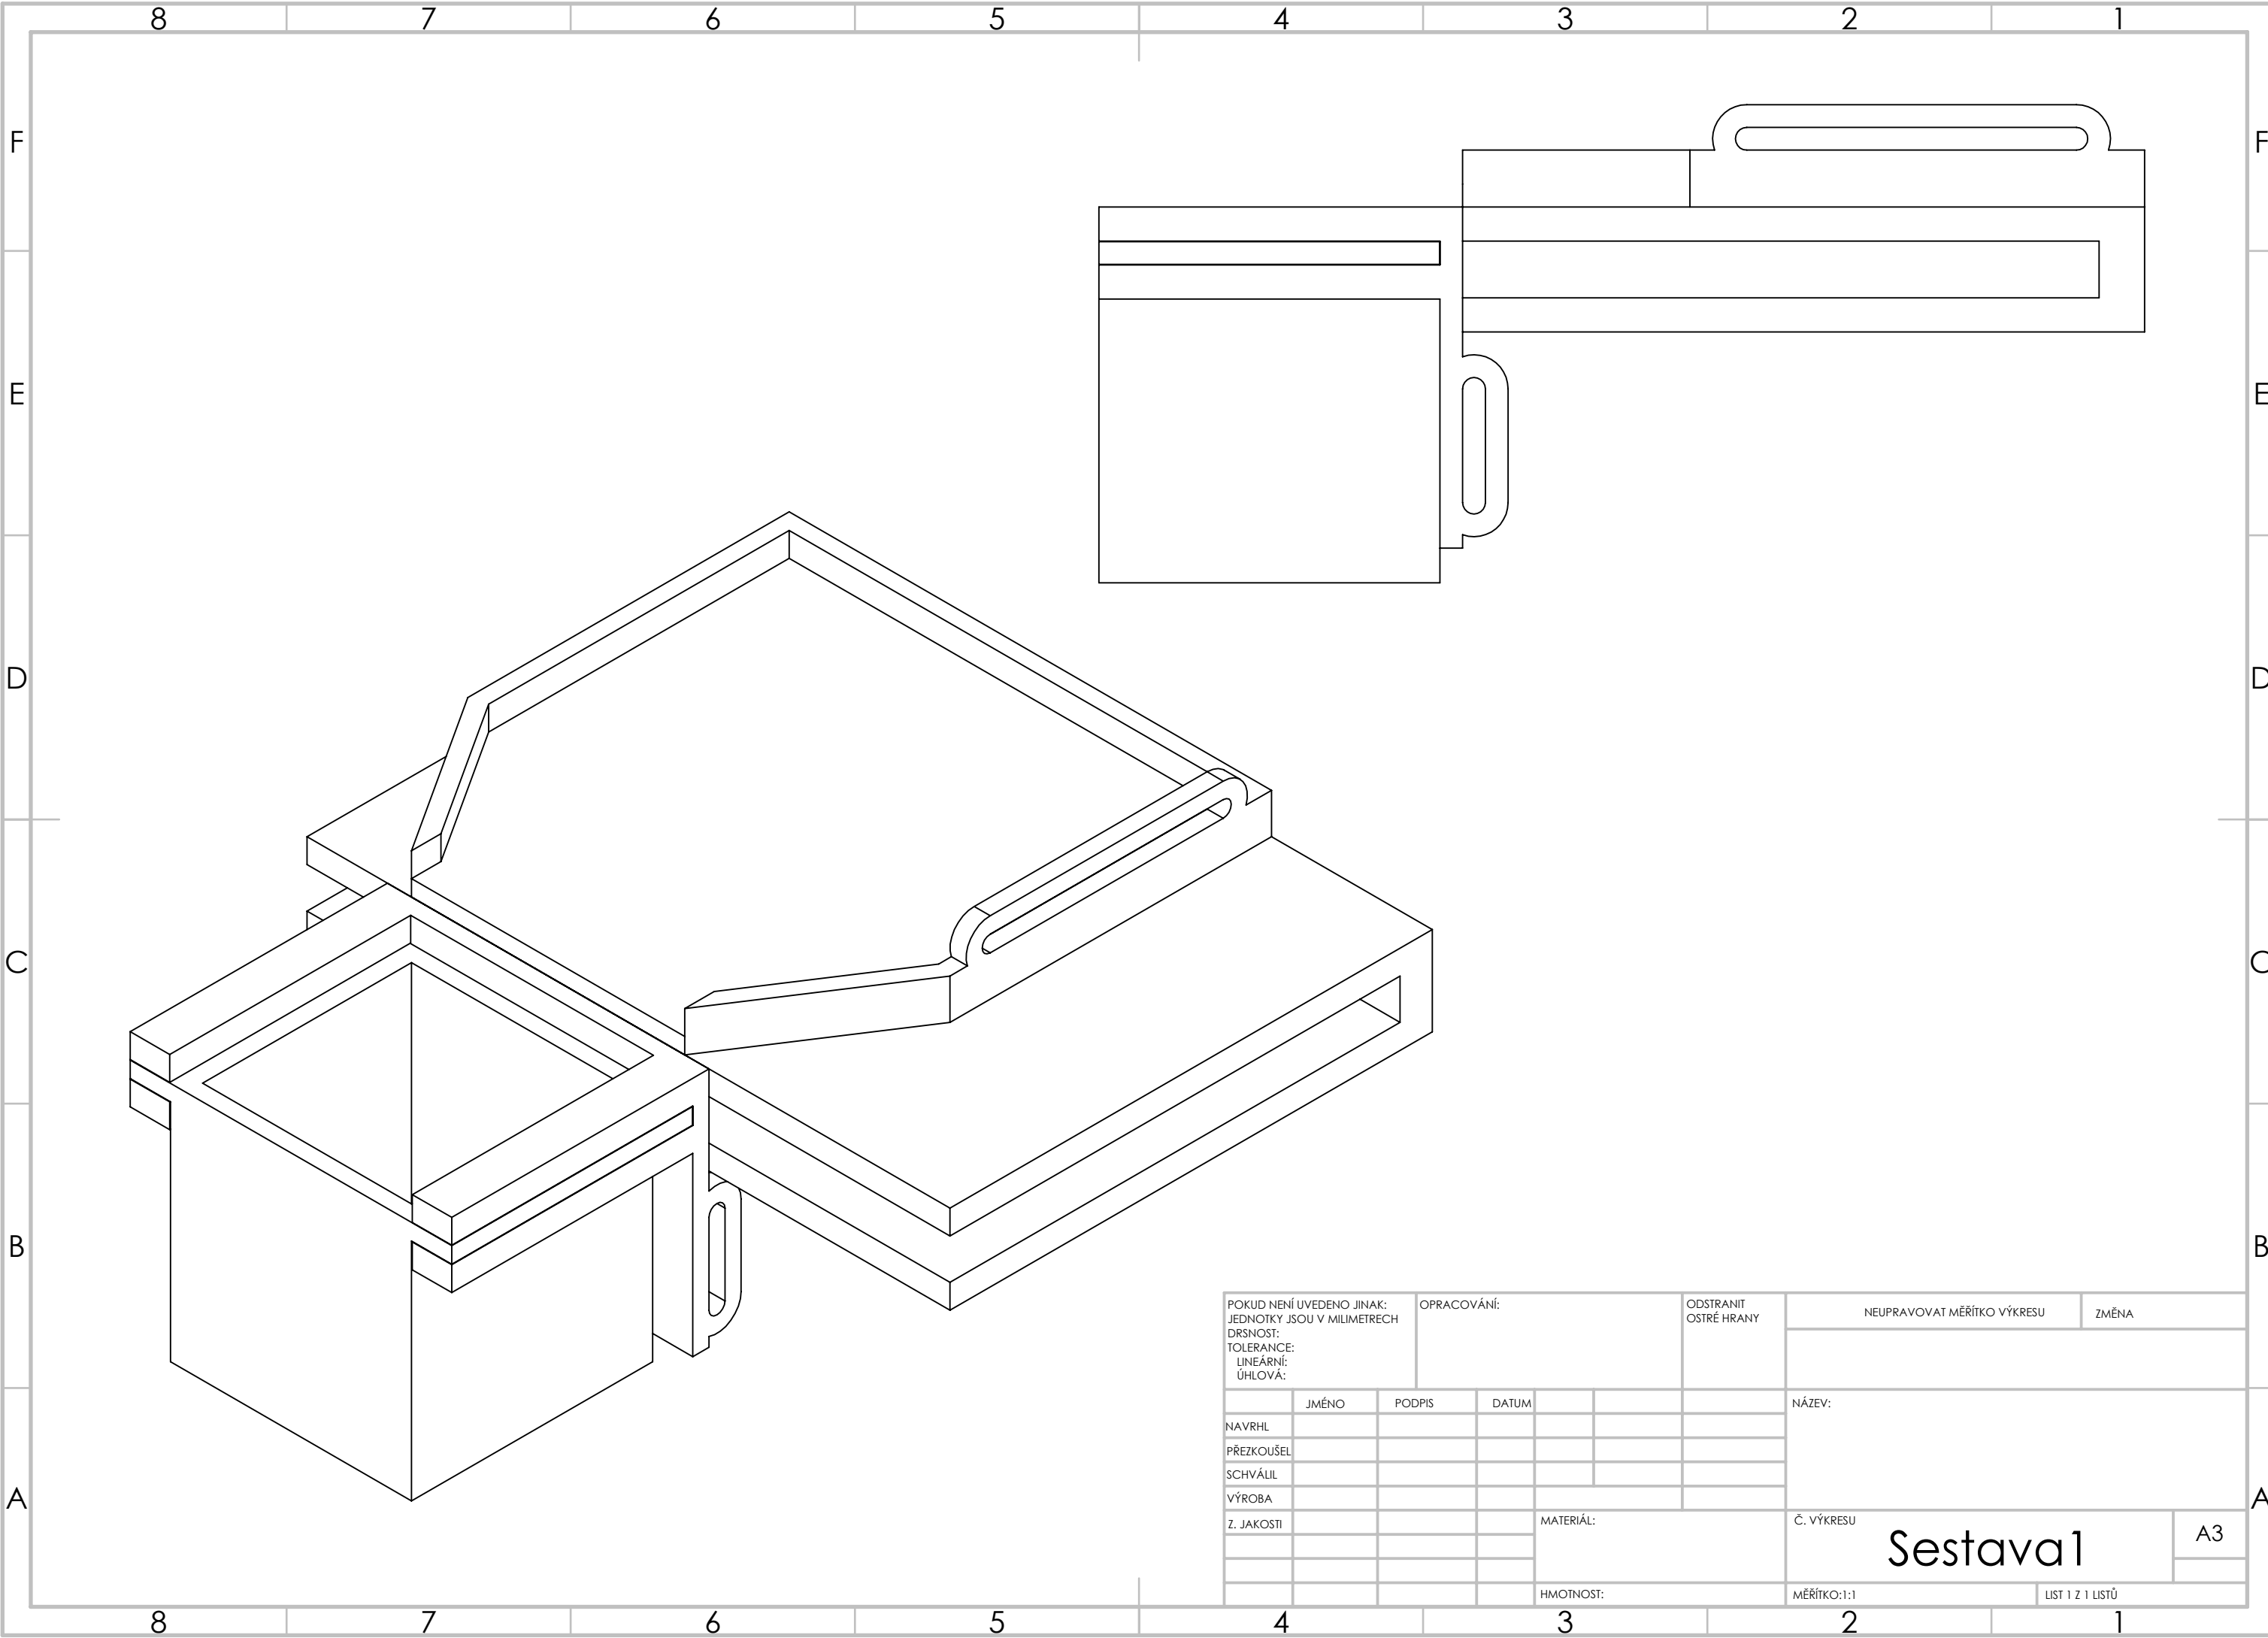 8 7 6 5 4 3 2 1
F F
E E
D D
C C
B B
A A
POKUD NENÍ UVEDENO JINAK:
JEDNOTKY JSOU V MILIMETRECH
DRSNOST:
TOLERANCE:
LINEÁRNÍ:
ÚHLOVÁ:
OPRACOVÁNÍ:
ODSTRANIT
OSTRÉ HRANY
NEUPRAVOVAT MĚŘÍTKO VÝKRESU
ZMĚNA
JMÉNO PODPIS DATUM
NÁZEV:
NAVRHL
PŘEZKOUŠEL
SCHVÁLIL
VÝROBA
Z. JAKOSTI
MATERIÁL:
Č. VÝKRESU
Sestava1
A3
HMOTNOST:
MĚŘÍTKO:1:1
LIST 1 Z 1 LISTŮ
8 7 6 5 4 3 2 1